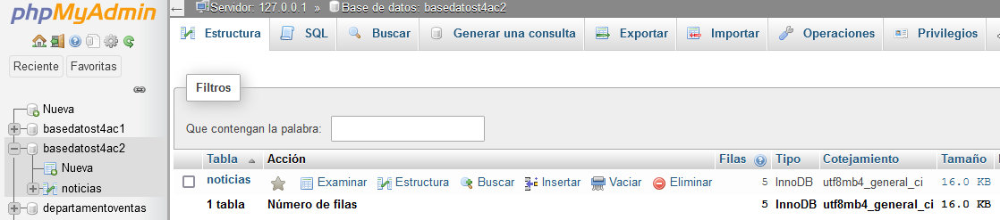 phpMyAdmin
Reciente Favoritas
Nueva
basedatost4ac1
basedatost4ac2
Nueva
noticias
departamentoventas
Servidor: 127.0.0.1 » Base de datos: basedatost4ac2
Estructura SQL Buscar Generar una consulta Exportar Importar Operaciones Privilegios
Filtros
Que contengan la palabra:
Tabla Acción Filas Tipo Cotejamiento Tamaño
noticias Examinar Estructura Buscar Insertar Vaciar Eliminar 5 InnoDB utf8mb4_general_ci 16.0 KB
1 tabla Número de filas 5 InnoDB utf8mb4_general_ci 16.0 KB